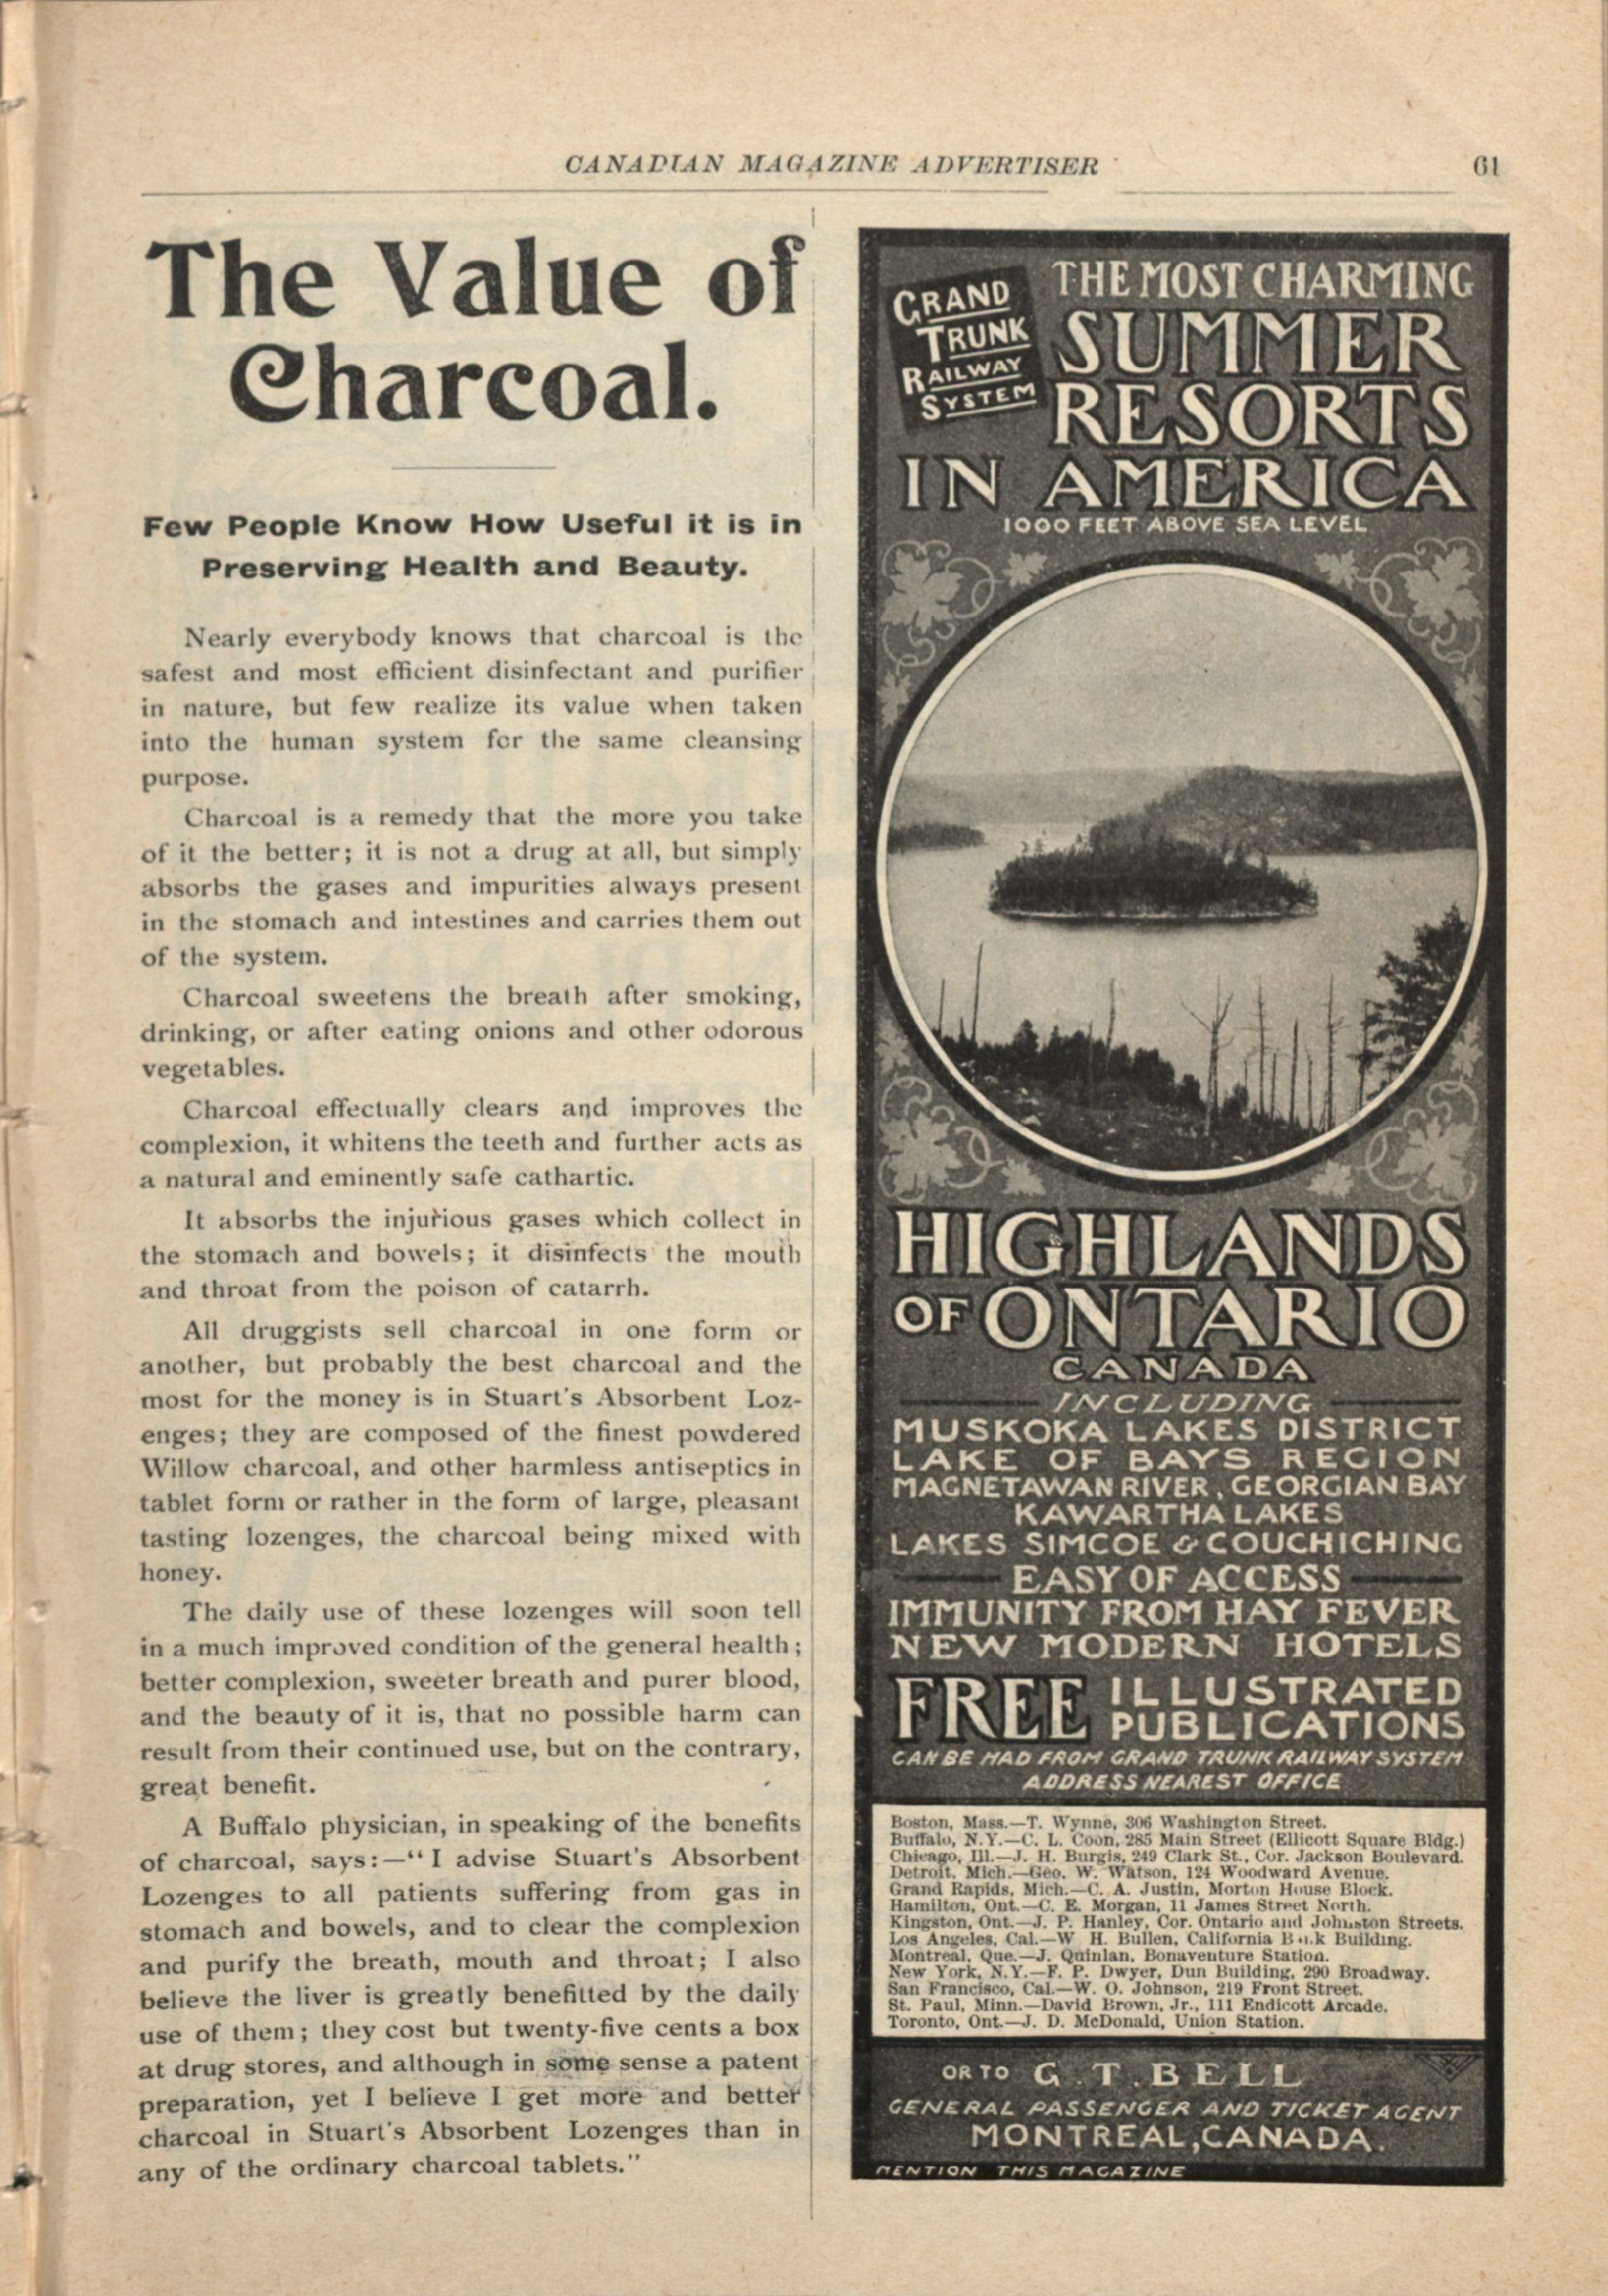 CANADIAN MAGAZINE ADVERTISER 61
The Value of
Charcoal.
Few People Know How Useful it is in
Preserving Health and Beauty.
Nearly everybody knows that charcoal is the
safest and most efficient disinfectant and purifier
in nature, but few realize its value when taken
into the human system for the same cleansing
purpose.
Charcoal is a remedy that the more you take
of it the better; it is not a drug at all, but simply
absorbs the gases and impurities always present
in the stomach and intestines and carries them out
of the system.
Charcoal sweetens the breath after smoking,
drinking, or after eating onions and other odorous
vegetables.
Charcoal effectually clears and improves the
complexion, it whitens the teeth and further acts as
a natural and eminently safe cathartic.
It absorbs the injurious gases which collect in
the stomach and bowels; it disinfects the mouth
and throat from the poison of catarrh.
All druggists sell charcoal in one form or
another, but probably the best charcoal and the
most for the money is in Stuart's Absorbent Loz-
enges; they are composed of the finest powdered
Willow charcoal, and other harmless antiseptics in
tablet form or rather in the form of large, pleasant
tasting lozenges, the charcoal being mixed with
honey.
The daily use of these lozenges will soon tell
in a much improved condition of the general health;
better complexion, sweeter breath and purer blood,
and the beauty of it is, that no possible harm can
result from their continued use, but on the contrary,
great benefit.
A Buffalo physician, in speaking of the benefits
of charcoal, says:—"I advise Stuart's Absorbent
Lozenges to all patients suffering from gas in
stomach and bowels, and to clear the complexion
and purify the breath, mouth and throat; I also
believe the liver is greatly benefitted by the daily
use of them; they cost but twenty-five cents a box
at drug stores, and although in some sense a patent
preparation, yet I believe I get more and better
charcoal in Stuart's Absorbent Lozenges than in
any of the ordinary charcoal tablets."
GRAND
TRUNK
RAILWAY
SYSTEM
THE MOST CHARMING
SUMMER
RESORTS
IN AMERICA
1000 FEET ABOVE SEA LEVEL
HIGHLANDS
OF ONTARIO
CANADA
INCLUDING
MUSKOKA LAKES DISTRICT
LAKE OF BAYS REGION
MAGNETAWAN RIVER, GEORGIAN BAY
KAWARTHA LAKES
LAKES SIMCOE & COUCHICHING
EASY OF ACCESS
IMMUNITY FROM HAY FEVER
NEW MODERN HOTELS
FREE ILLUSTRATED
PUBLICATIONS
CAN BE HAD FROM GRAND TRUNK RAILWAY SYSTEM
ADDRESS NEAREST OFFICE
Boston, Mass.—T. Wynne, 306 Washington Street.
Buffalo, N.Y.—C. L. Coon, 285 Main Street (Ellicott Square Bldg.)
Chicago, Ill.—J. H. Burgis, 249 Clark St., Cor. Jackson Boulevard.
Detroit, Mich.—Geo. W. Watson, 124 Woodward Avenue.
Grand Rapids, Mich.—C. A. Justin, Morton House Block.
Hamilton, Ont.—C. E. Morgan, 11 James Street North.
Kingston, Ont.—J. P. Hanley, Cor. Ontario and Johnston Streets.
Los Angeles, Cal.—W H. Bullen, California Bank Building.
Montreal, Que.—J. Quinlan, Bonaventure Station.
New York, N.Y.—F. P. Dwyer, Dun Building, 290 Broadway.
San Francisco, Cal.—W. O. Johnson, 219 Front Street.
St. Paul, Minn.—David Brown, Jr., 111 Endicott Arcade.
Toronto, Ont.—J. D. McDonald, Union Station.
OR TO G. T. BELL
GENERAL PASSENGER AND TICKET AGENT
MONTREAL, CANADA.
MENTION THIS MAGAZINE